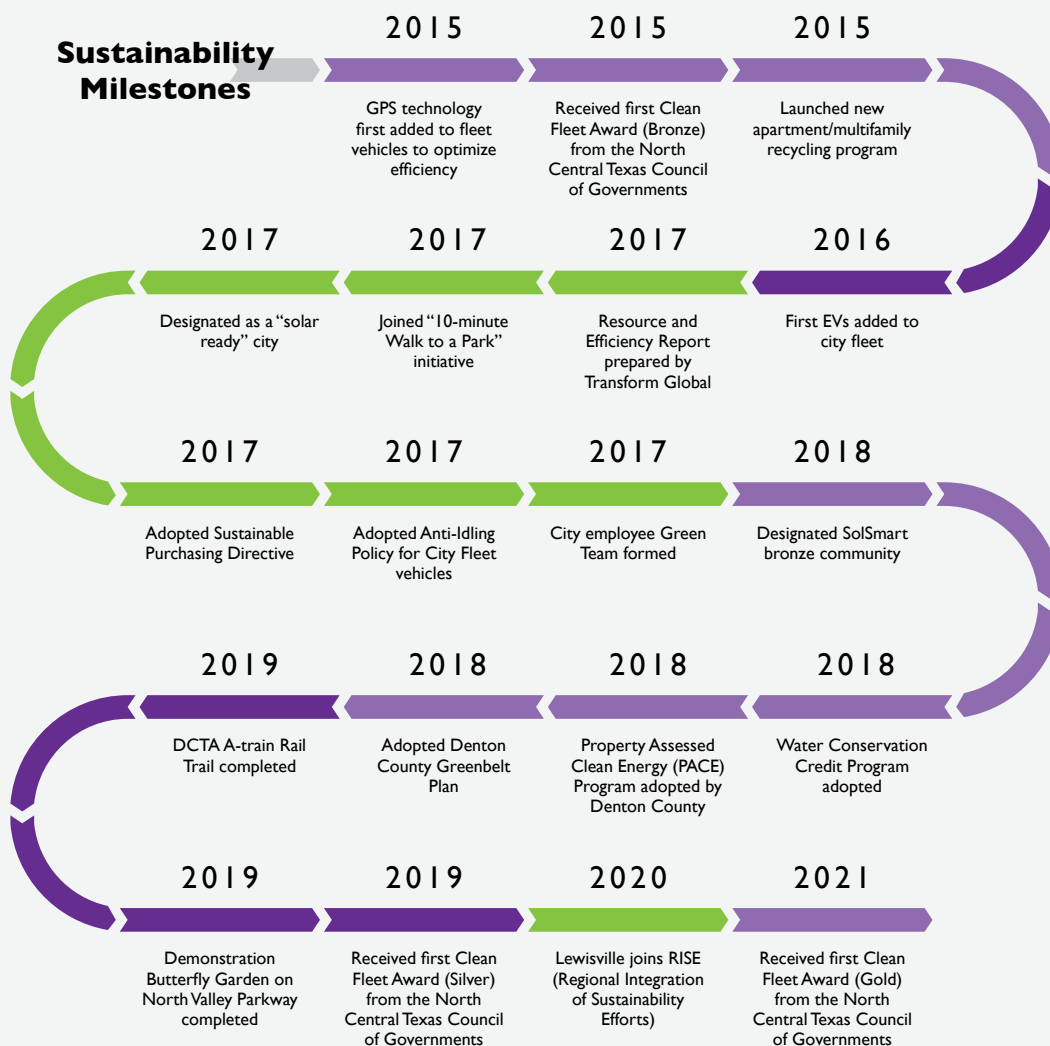 Sustainability
Milestones
2015
GPS technology
first added to fleet
vehicles to optimize
efficiency
2015
Received first Clean
Fleet Award (Bronze)
from the North
Central Texas Council
of Governments
2015
Launched new
apartment/multifamily
recycling program
2016
First EVs added to
city fleet
2017
Resource and
Efficiency Report
prepared by
Transform Global
2017
Joined “10-minute
Walk to a Park”
initiative
2017
Designated as a “solar
ready” city
2017
Adopted Sustainable
Purchasing Directive
2017
Adopted Anti-Idling
Policy for City Fleet
vehicles
2017
City employee Green
Team formed
2018
Designated SolSmart
bronze community
2018
Water Conservation
Credit Program
adopted
2018
Property Assessed
Clean Energy (PACE)
Program adopted by
Denton County
2018
Adopted Denton
County Greenbelt
Plan
2019
DCTA A-train Rail
Trail completed
2019
Demonstration
Butterfly Garden on
North Valley Parkway
completed
2019
Received first Clean
Fleet Award (Silver)
from the North
Central Texas Council
of Governments
2020
Lewisville joins RISE
(Regional Integration
of Sustainability
Efforts)
2021
Received first Clean
Fleet Award (Gold)
from the North
Central Texas Council
of Governments